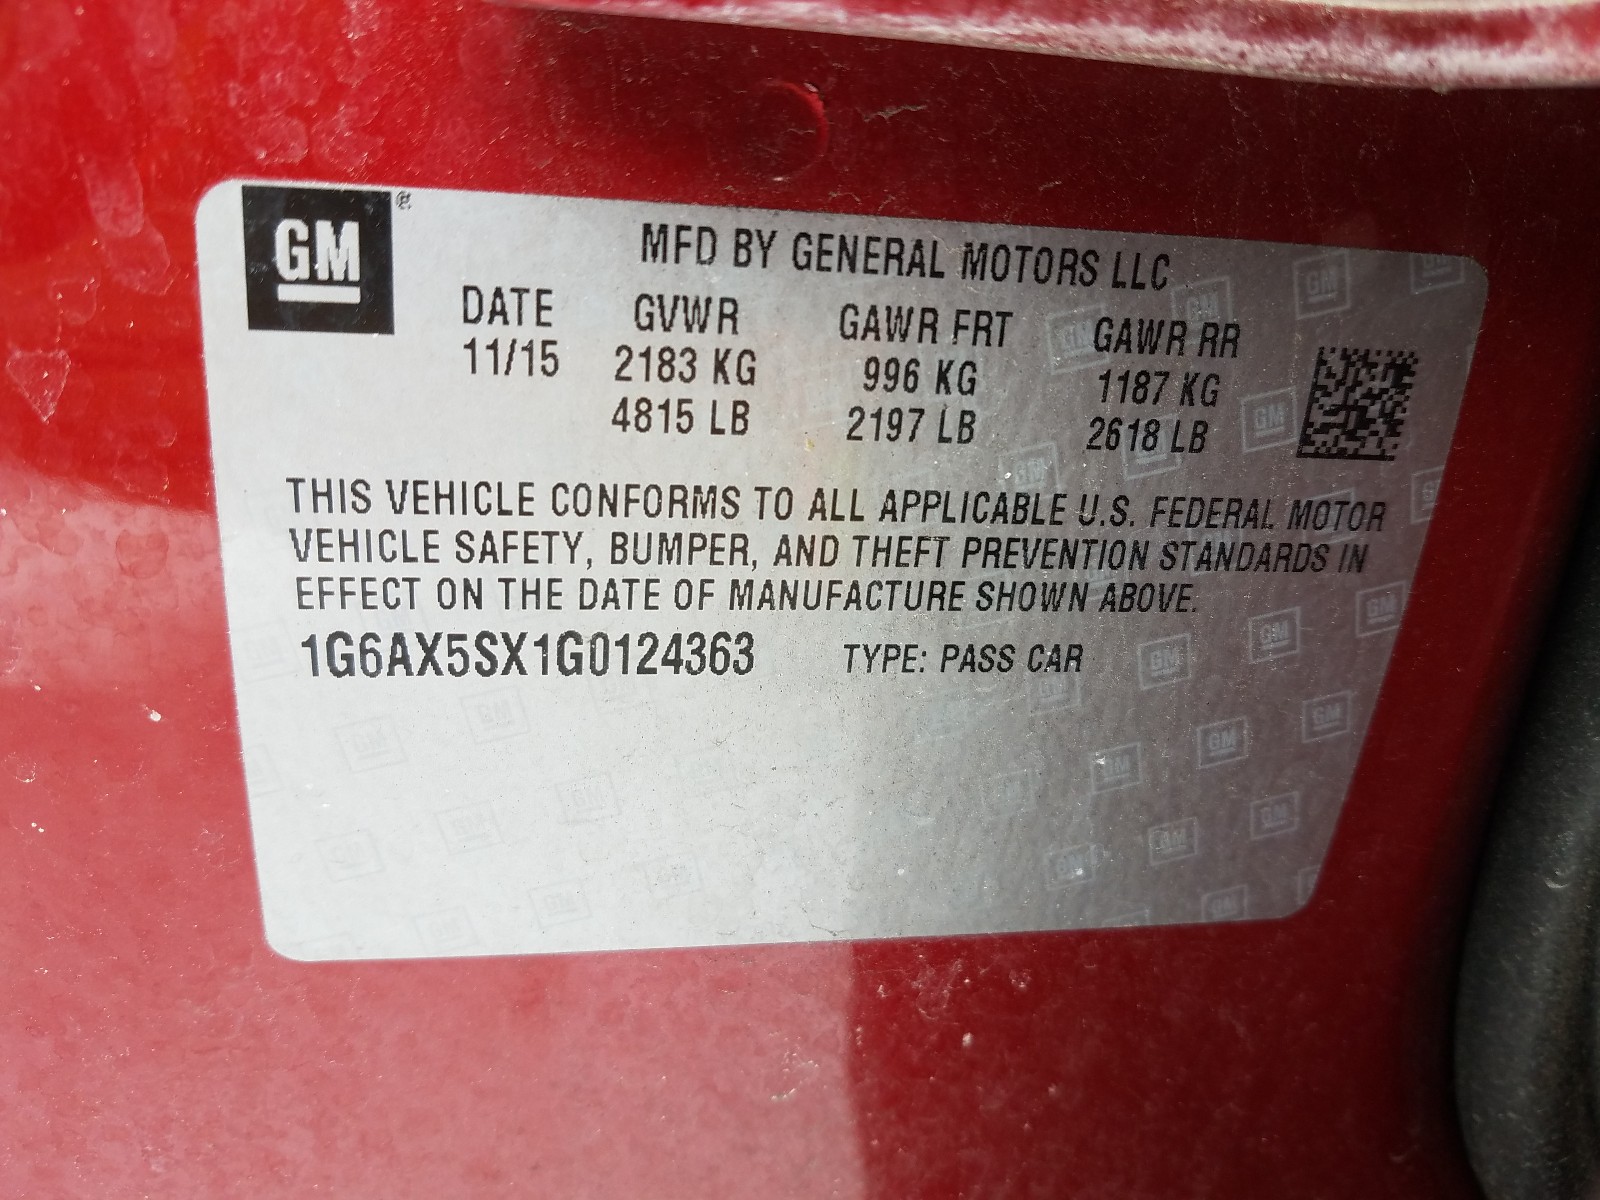 GM
MFD BY GENERAL MOTORS LLC
DATE GVWR GAWR FRT GAWR RR
11/15 2183 KG 996 KG 1187 KG
4815 LB 2197 LB 2618 LB
THIS VEHICLE CONFORMS TO ALL APPLICABLE U.S. FEDERAL MOTOR
VEHICLE SAFETY, BUMPER, AND THEFT PREVENTION STANDARDS IN
EFFECT ON THE DATE OF MANUFACTURE SHOWN ABOVE.
1G6AX5SX1G0124363 TYPE: PASS CAR